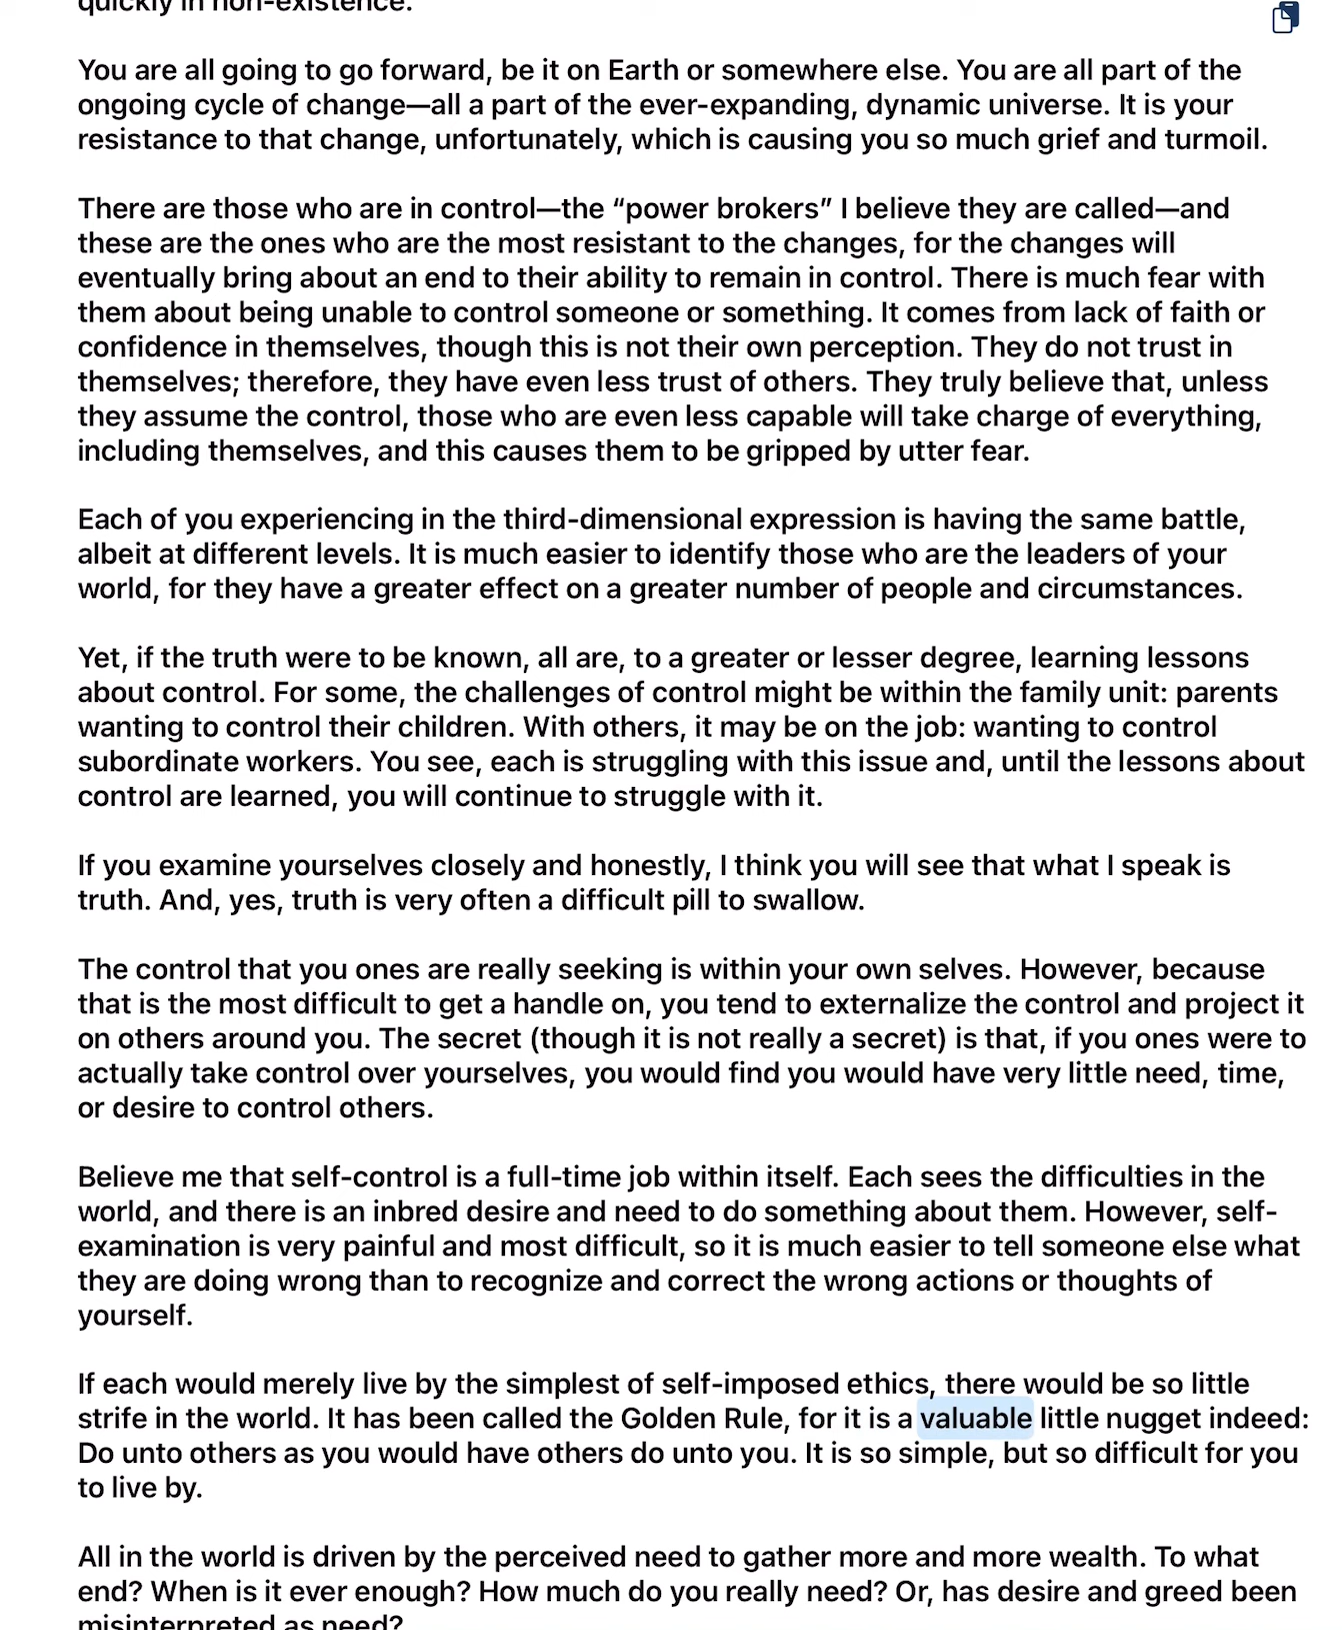 quickly in non-existence.
You are all going to go forward, be it on Earth or somewhere else. You are all part of the
ongoing cycle of change—all a part of the ever-expanding, dynamic universe. It is your
resistance to that change, unfortunately, which is causing you so much grief and turmoil.
There are those who are in control—the “power brokers” I believe they are called—and
these are the ones who are the most resistant to the changes, for the changes will
eventually bring about an end to their ability to remain in control. There is much fear with
them about being unable to control someone or something. It comes from lack of faith or
confidence in themselves, though this is not their own perception. They do not trust in
themselves; therefore, they have even less trust of others. They truly believe that, unless
they assume the control, those who are even less capable will take charge of everything,
including themselves, and this causes them to be gripped by utter fear.
Each of you experiencing in the third-dimensional expression is having the same battle,
albeit at different levels. It is much easier to identify those who are the leaders of your
world, for they have a greater effect on a greater number of people and circumstances.
Yet, if the truth were to be known, all are, to a greater or lesser degree, learning lessons
about control. For some, the challenges of control might be within the family unit: parents
wanting to control their children. With others, it may be on the job: wanting to control
subordinate workers. You see, each is struggling with this issue and, until the lessons about
control are learned, you will continue to struggle with it.
If you examine yourselves closely and honestly, I think you will see that what I speak is
truth. And, yes, truth is very often a difficult pill to swallow.
The control that you ones are really seeking is within your own selves. However, because
that is the most difficult to get a handle on, you tend to externalize the control and project it
on others around you. The secret (though it is not really a secret) is that, if you ones were to
actually take control over yourselves, you would find you would have very little need, time,
or desire to control others.
Believe me that self-control is a full-time job within itself. Each sees the difficulties in the
world, and there is an inbred desire and need to do something about them. However, self-
examination is very painful and most difficult, so it is much easier to tell someone else what
they are doing wrong than to recognize and correct the wrong actions or thoughts of
yourself.
If each would merely live by the simplest of self-imposed ethics, there would be so little
strife in the world. It has been called the Golden Rule, for it is a valuable little nugget indeed:
Do unto others as you would have others do unto you. It is so simple, but so difficult for you
to live by.
All in the world is driven by the perceived need to gather more and more wealth. To what
end? When is it ever enough? How much do you really need? Or, has desire and greed been
misinterpreted as need?